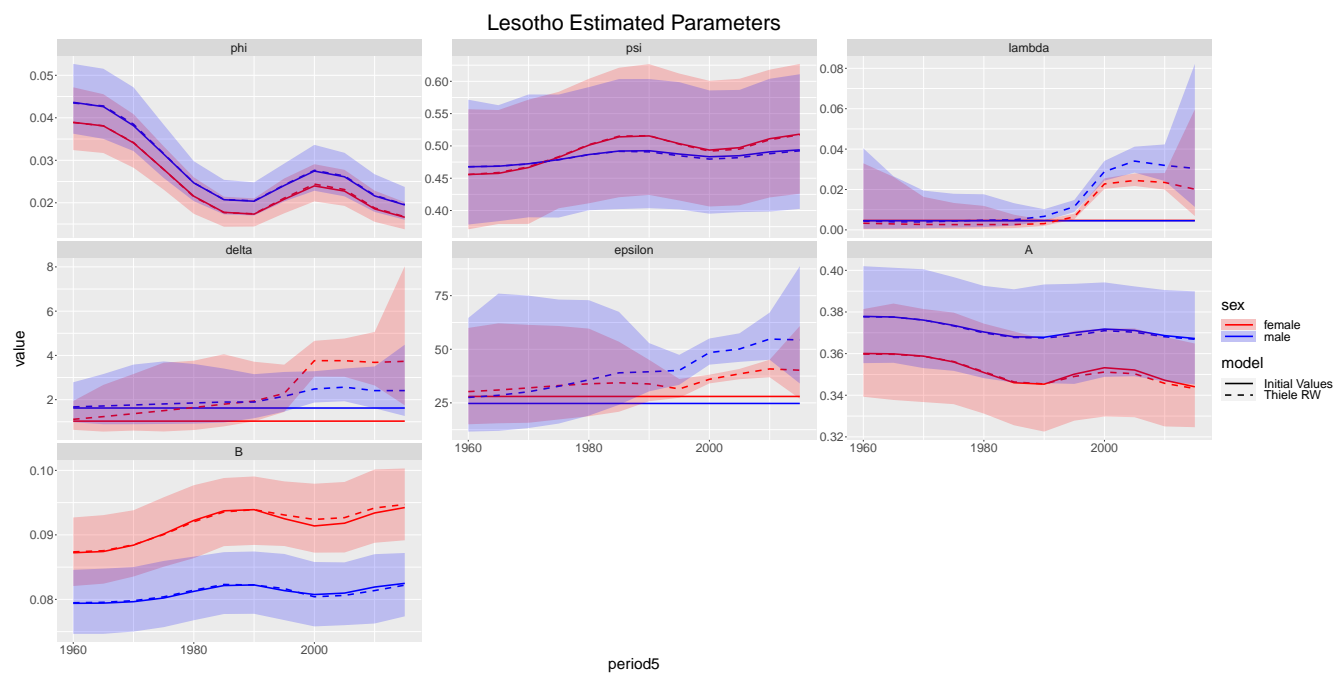 Lesotho Estimated Parameters
phi
psi
lambda
0.05
0.04
0.03
0.02
0.60
0.55
0.50
0.45
0.40
0.08
0.06
0.04
0.02
0.00
delta
epsilon
A
8
6
4
2
75
50
25
0.40
0.38
0.36
0.34
0.32
1960
1980
2000
1960
1980
2000
B
0.10
0.09
0.08
1960
1980
2000
value
period5
sex
female
male
model
Initial Values
Thiele RW